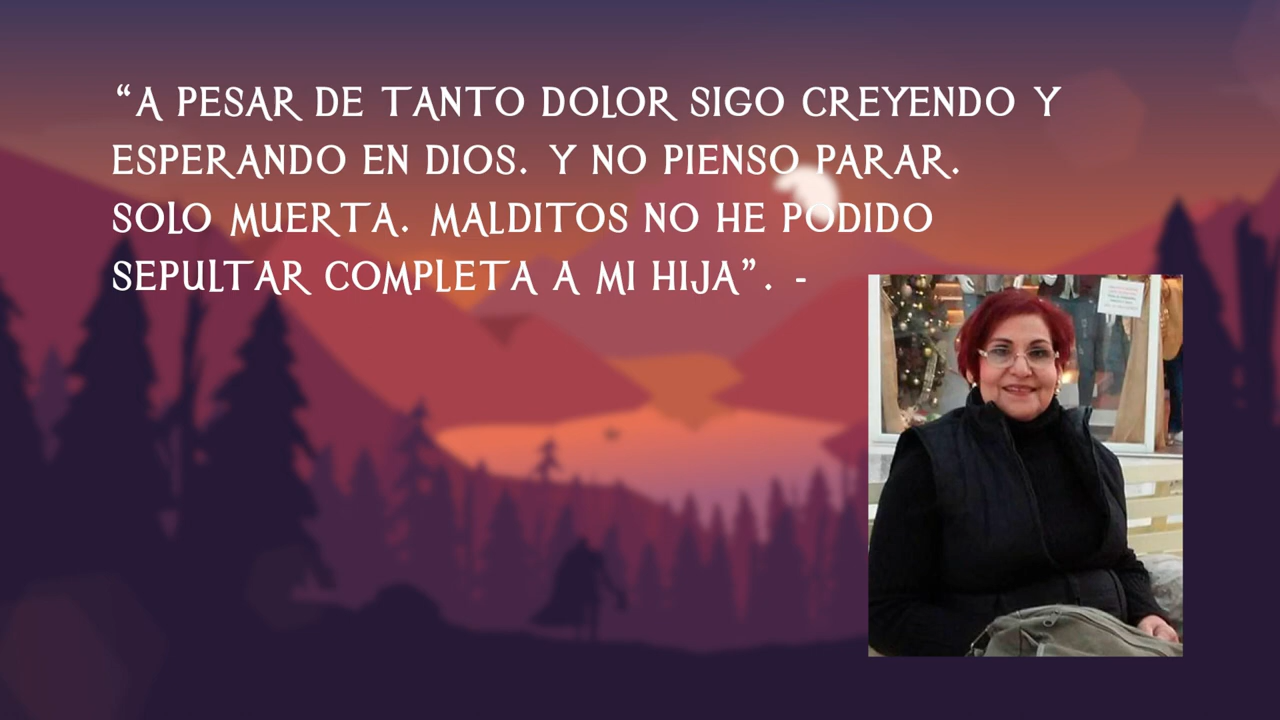 “A PESAR DE TANTO DOLOR SIGO CREYENDO Y
ESPERANDO EN DIOS. Y NO PIENSO PARAR.
SOLO MUERTA. MALDITOS NO HE PODIDO
SEPULTAR COMPLETA A MI HIJA”. -